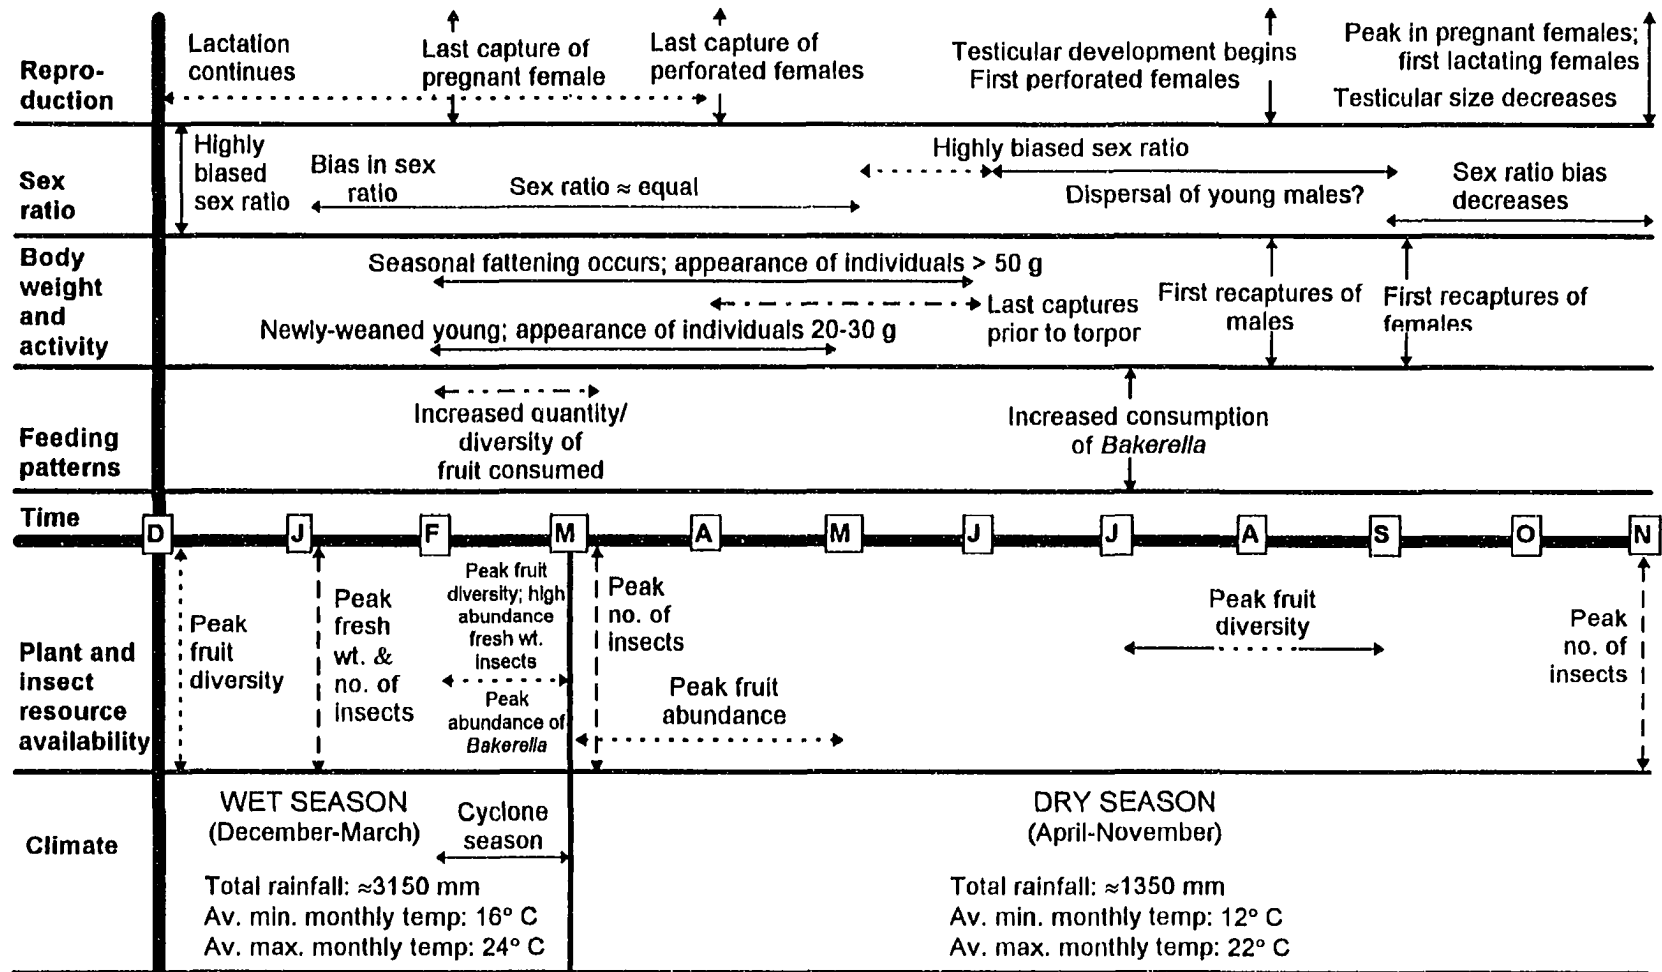 Repro-
duction
Lactation
continues
Last capture of
pregnant female
Last capture of
perforated females
Testicular development begins
First perforated females
Peak in pregnant females;
first lactating females
Testicular size decreases
Sex
ratio
Highly
biased
sex ratio
Bias in sex
ratio
Sex ratio ≈ equal
Highly biased sex ratio
Dispersal of young males?
Sex ratio bias
decreases
Body
weight
and
activity
Seasonal fattening occurs; appearance of individuals > 50 g
Newly-weaned young; appearance of individuals 20-30 g
Last captures
prior to torpor
First recaptures of
males
First recaptures of
females
Feeding
patterns
Increased quantity/
diversity of
fruit consumed
Increased consumption
of Bakerella
Time
D J F M A M J J A S O N
Plant and
insect
resource
availability
Peak
fruit
diversity
Peak
fresh
wt. &
no. of
insects
Peak fruit
diversity; high
abundance
fresh wt.
insects
Peak
abundance of
Bakerella
Peak
no. of
insects
Peak fruit
abundance
Peak fruit
diversity
Peak
no. of
insects
Climate
WET SEASON
(December-March)
Cyclone
season
Total rainfall: ≈3150 mm
Av. min. monthly temp: 16° C
Av. max. monthly temp: 24° C
DRY SEASON
(April-November)
Total rainfall: ≈1350 mm
Av. min. monthly temp: 12° C
Av. max. monthly temp: 22° C